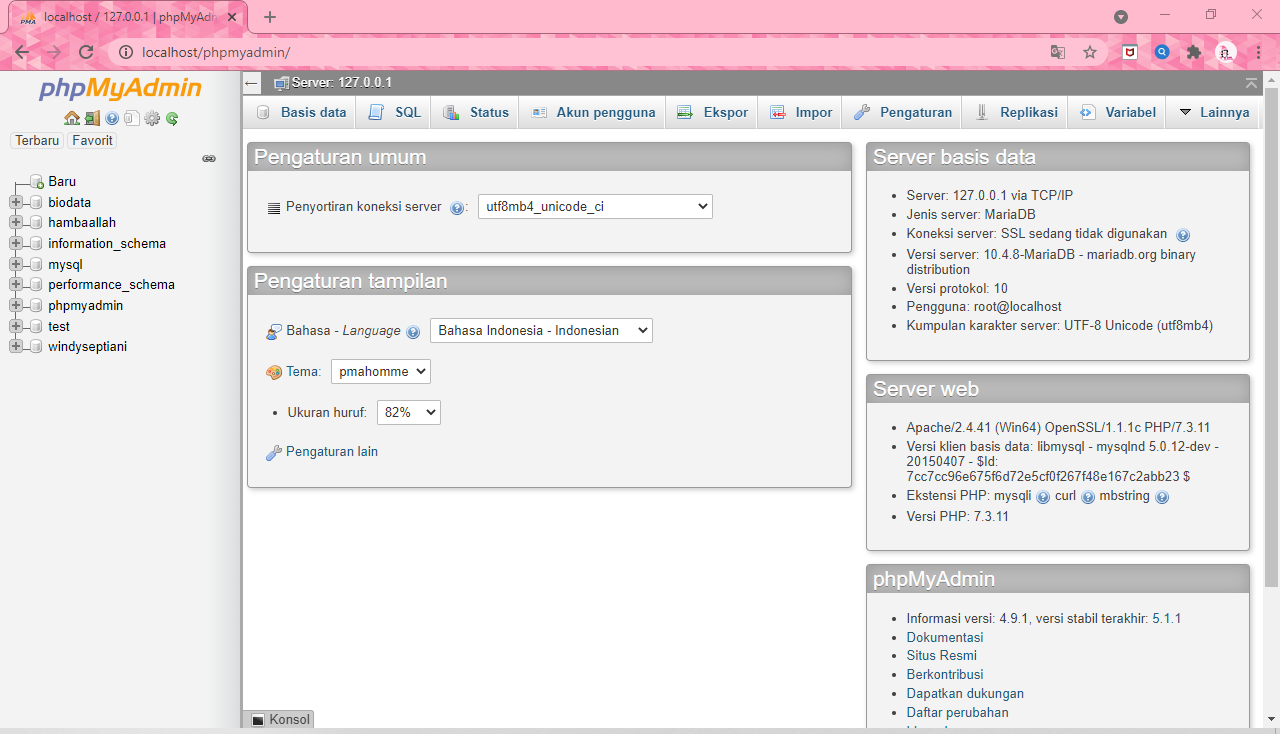 localhost / 127.0.0.1 | phpMyAdn
localhost/phpmyadmin/
phpMyAdmin
Terbaru
Favorit
Baru
biodata
hambaallah
information_schema
mysql
performance_schema
phpmyadmin
test
windyseptiani
Server: 127.0.0.1
Basis data
SQL
Status
Akun pengguna
Ekspor
Impor
Pengaturan
Replikasi
Variabel
Lainnya
Pengaturan umum
Penyortiran koneksi server : utf8mb4_unicode_ci
Pengaturan tampilan
Bahasa - Language Bahasa Indonesia - Indonesian
Tema: pmahomme
Ukuran huruf: 82%
Pengaturan lain
Server basis data
Server: 127.0.0.1 via TCP/IP
Jenis server: MariaDB
Koneksi server: SSL sedang tidak digunakan
Versi server: 10.4.8-MariaDB - mariadb.org binary
distribution
Versi protokol: 10
Pengguna: root@localhost
Kumpulan karakter server: UTF-8 Unicode (utf8mb4)
Server web
Apache/2.4.41 (Win64) OpenSSL/1.1.1c PHP/7.3.11
Versi klien basis data: libmysql - mysqlnd 5.0.12-dev -
20150407 - $Id:
7cc7cc96e675f6d72e5cf0f267f48e167c2abb23 $
Ekstensi PHP: mysqli curl mbstring
Versi PHP: 7.3.11
phpMyAdmin
Informasi versi: 4.9.1, versi stabil terakhir: 5.1.1
Dokumentasi
Situs Resmi
Berkontribusi
Dapatkan dukungan
Daftar perubahan
Konsol